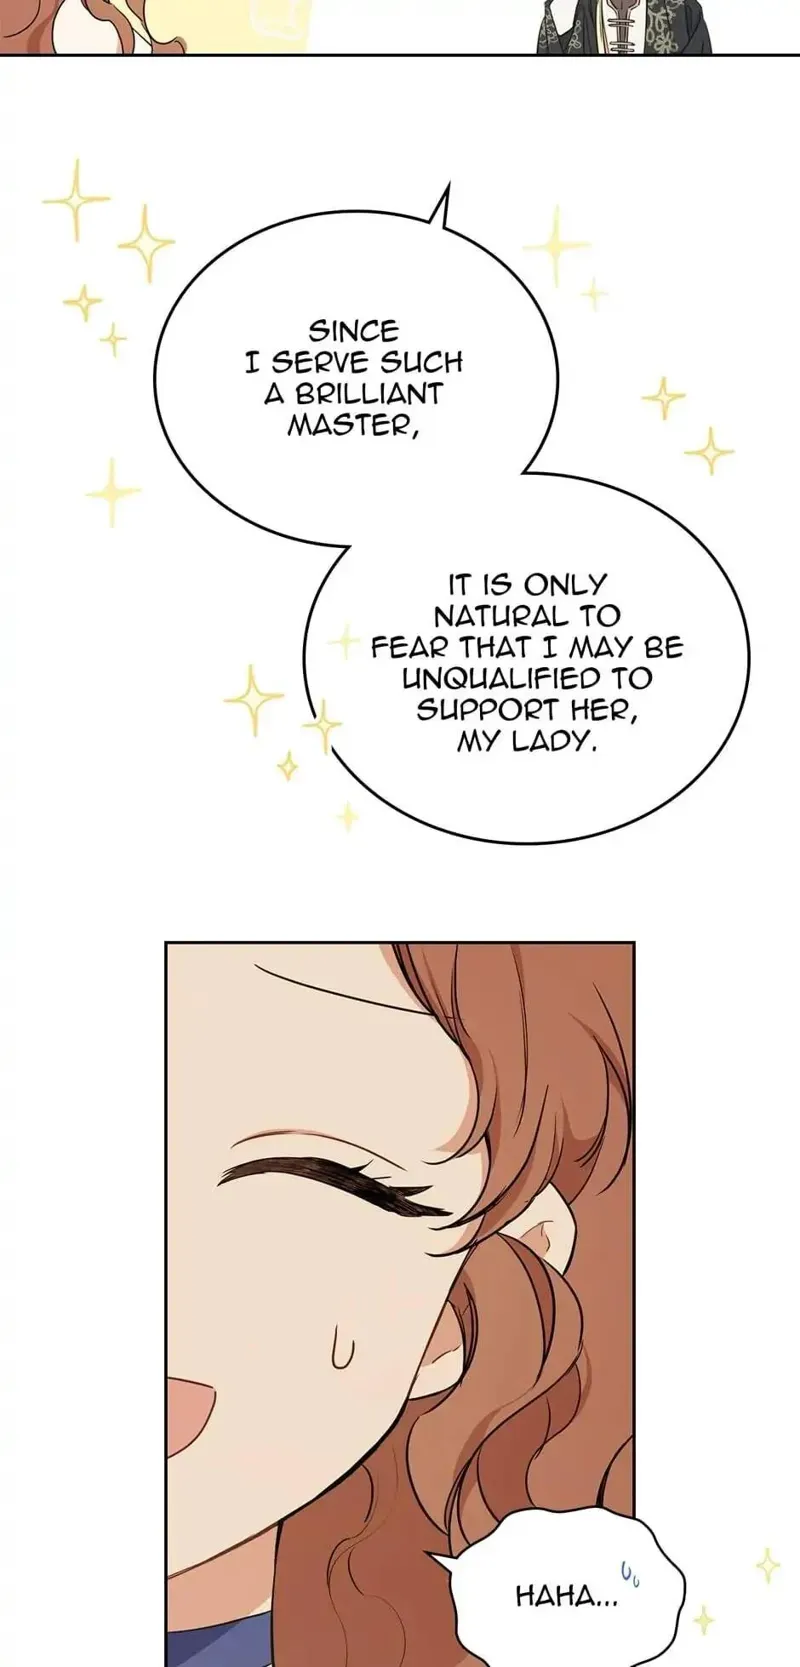 SINCE
I SERVE SUCH
A BRILLIANT
MASTER,
IT IS ONLY
NATURAL TO
FEAR THAT I MAY BE
UNQUALIFIED TO
SUPPORT HER,
MY LADY.
HAHA...